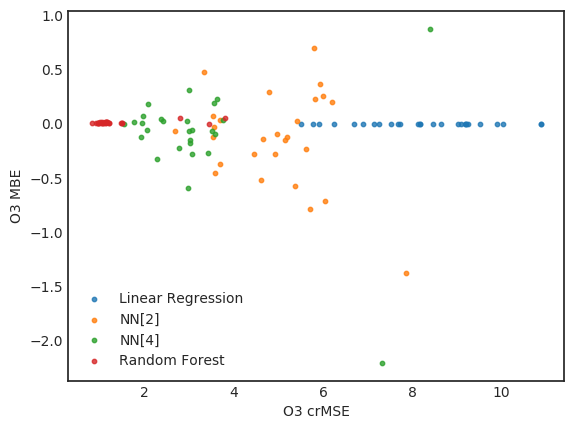 1.0
0.5
0.0
−0.5
−1.0
−1.5
−2.0
O3 MBE
Linear Regression
NN[2]
NN[4]
Random Forest
2 4 6 8 10
O3 crMSE